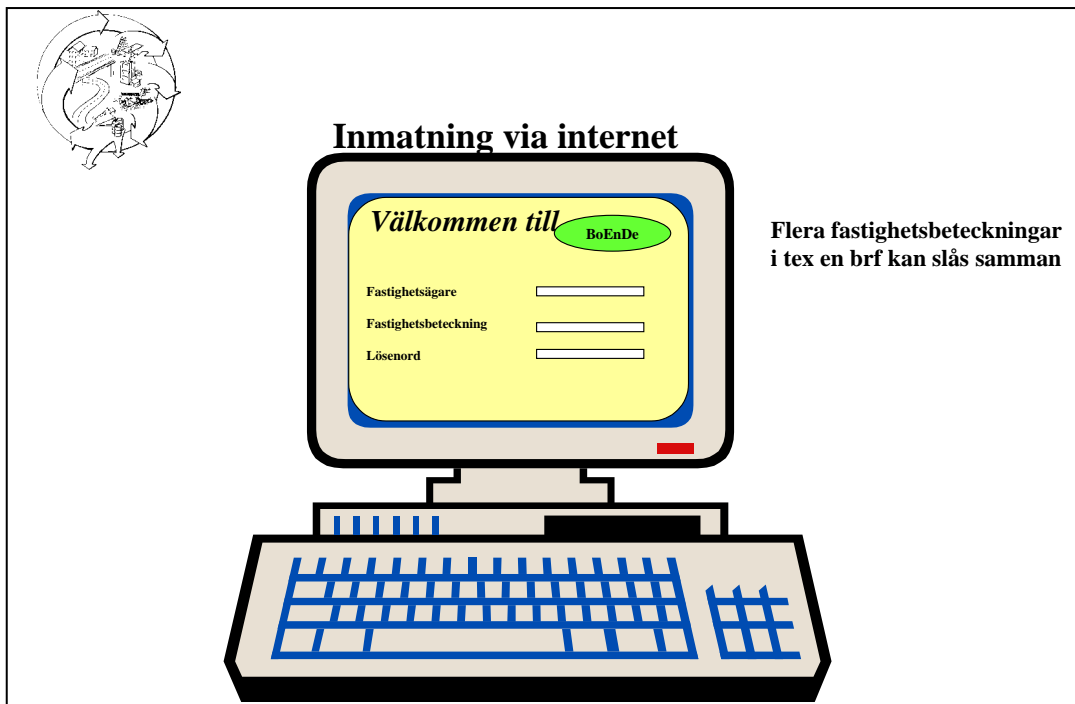 Inmatning via internet
Välkommen till
BoEnDe
Fastighetsägare
Fastighetsbeteckning
Lösenord
Flera fastighetsbeteckningar
i tex en brf kan slås samman